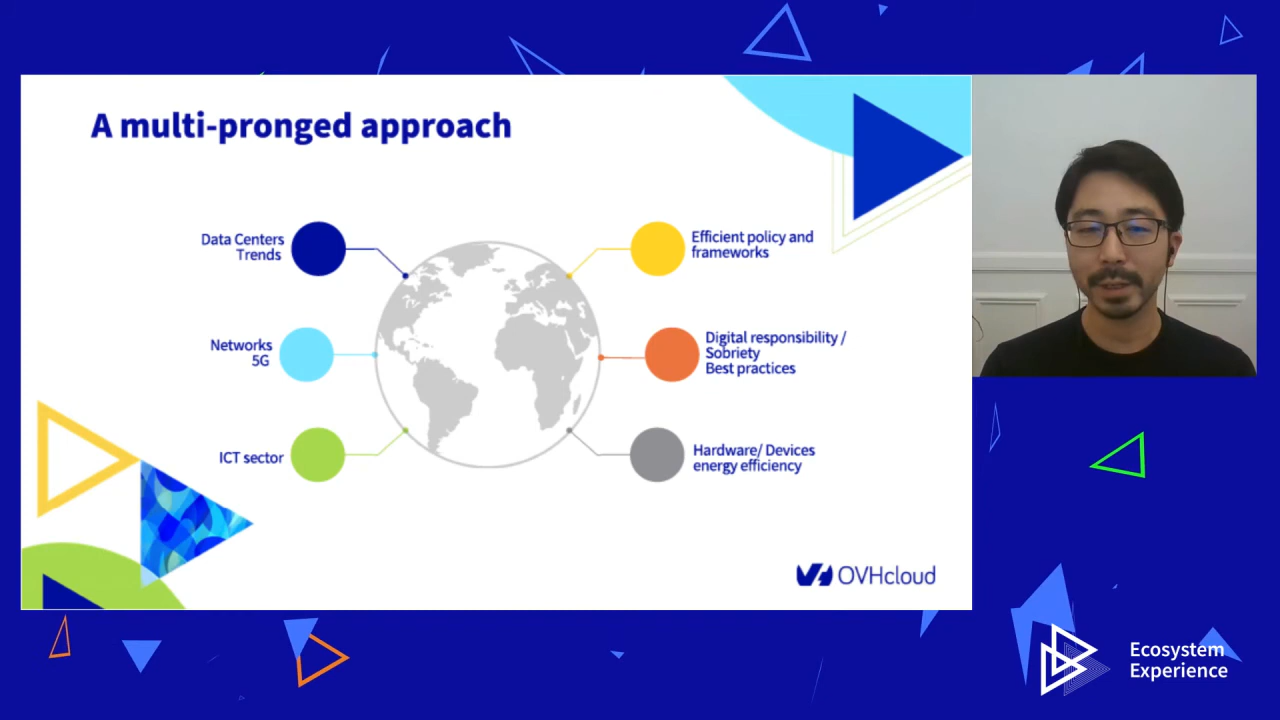 A multi-pronged approach
Data Centers
Trends
Efficient policy and
frameworks
Networks
5G
Digital responsibility /
Sobriety
Best practices
ICT sector
Hardware/ Devices
energy efficiency
OVHcloud
Ecosystem
Experience